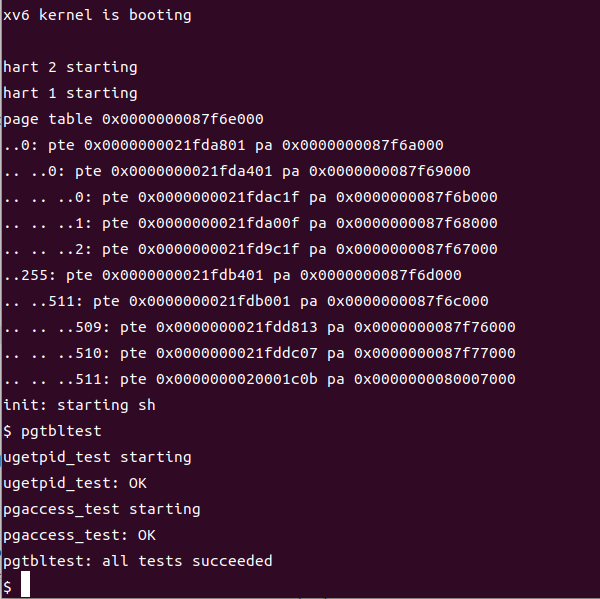 xv6 kernel is booting
hart 2 starting
hart 1 starting
page table 0x0000000087f6e000
..0: pte 0x0000000021fda801 pa 0x0000000087f6a000
.. ..0: pte 0x0000000021fda401 pa 0x0000000087f69000
.. .. ..0: pte 0x0000000021fdac1f pa 0x0000000087f6b000
.. .. ..1: pte 0x0000000021fda00f pa 0x0000000087f68000
.. .. ..2: pte 0x0000000021fd9c1f pa 0x0000000087f67000
..255: pte 0x0000000021fdb401 pa 0x0000000087f6d000
.. ..511: pte 0x0000000021fdb001 pa 0x0000000087f6c000
.. .. ..509: pte 0x0000000021fdd813 pa 0x0000000087f76000
.. .. ..510: pte 0x0000000021fddc07 pa 0x0000000087f77000
.. .. ..511: pte 0x0000000020001c0b pa 0x0000000080007000
init: starting sh
$ pgtbltest
ugetpid_test starting
ugetpid_test: OK
pgaccess_test starting
pgaccess_test: OK
pgtbltest: all tests succeeded
$